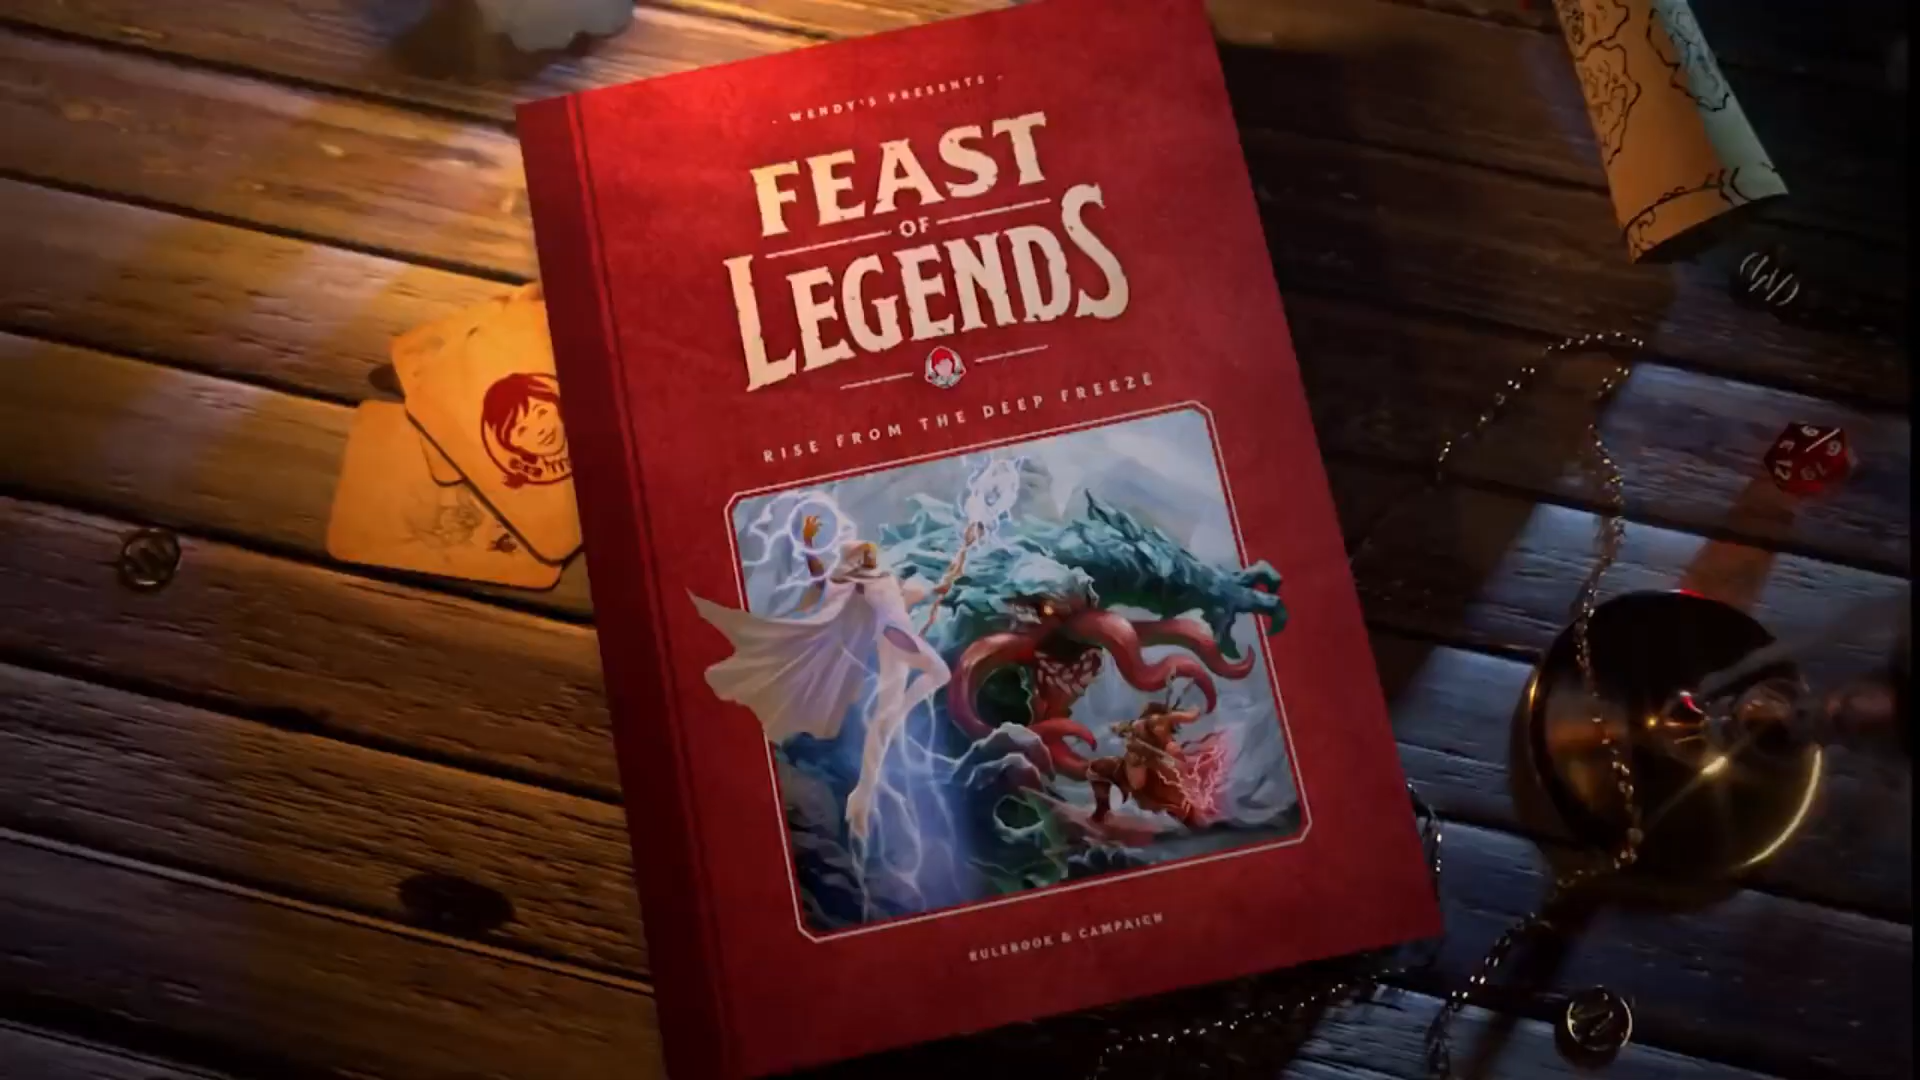 - WENDY'S PRESENTS -
FEAST
OF
LEGENDS
RISE FROM THE DEEP FREEZE
RULEBOOK & CAMPAIGN